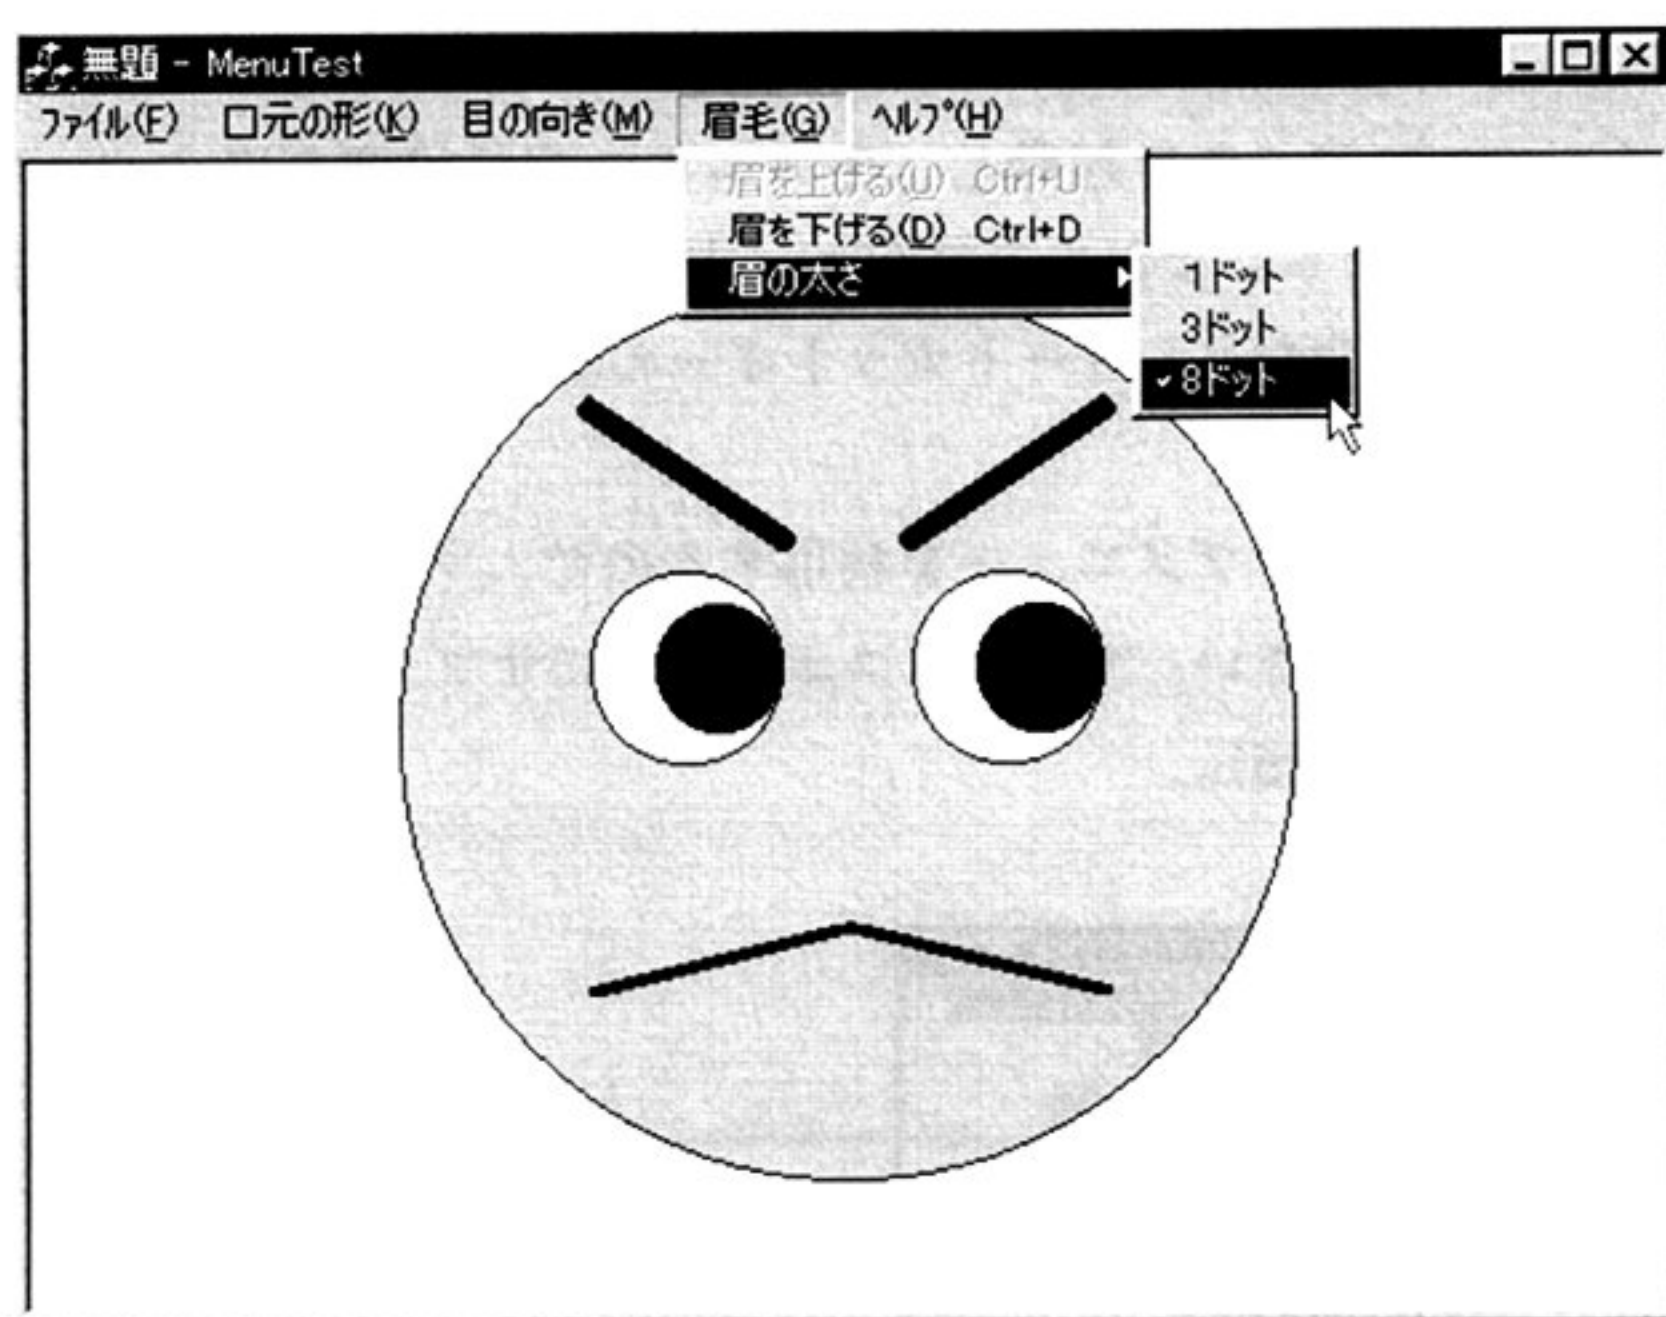 無題 - MenuTest
ファイル(F) 口元の形(K) 目の向き(M) 眉毛(G) ヘルプ(H)
眉を上げる(U) Ctrl+U
眉を下げる(D) Ctrl+D
眉の太さ
1ドット
3ドット
8ドット